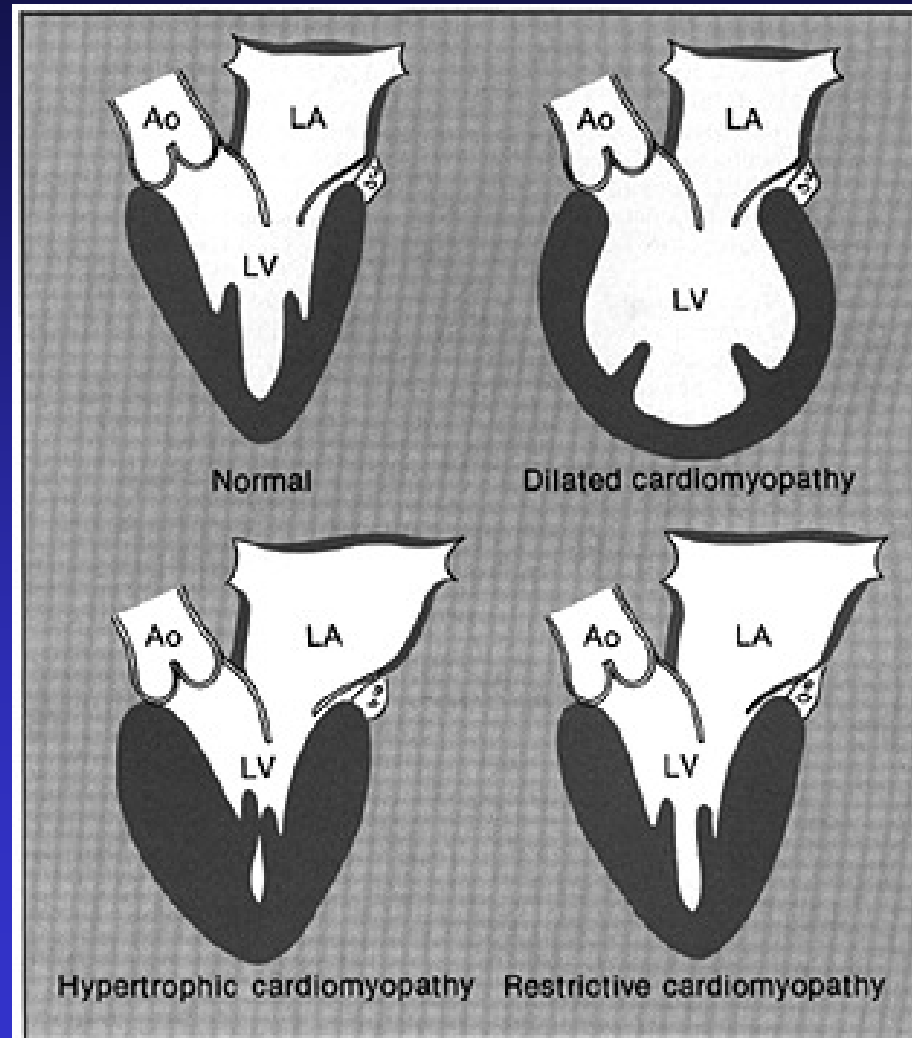 Ao
LA
LV
Normal
Ao
LA
LV
Dilated cardiomyopathy
Ao
LA
LV
Hypertrophic cardiomyopathy
Ao
LA
LV
Restrictive cardiomyopathy